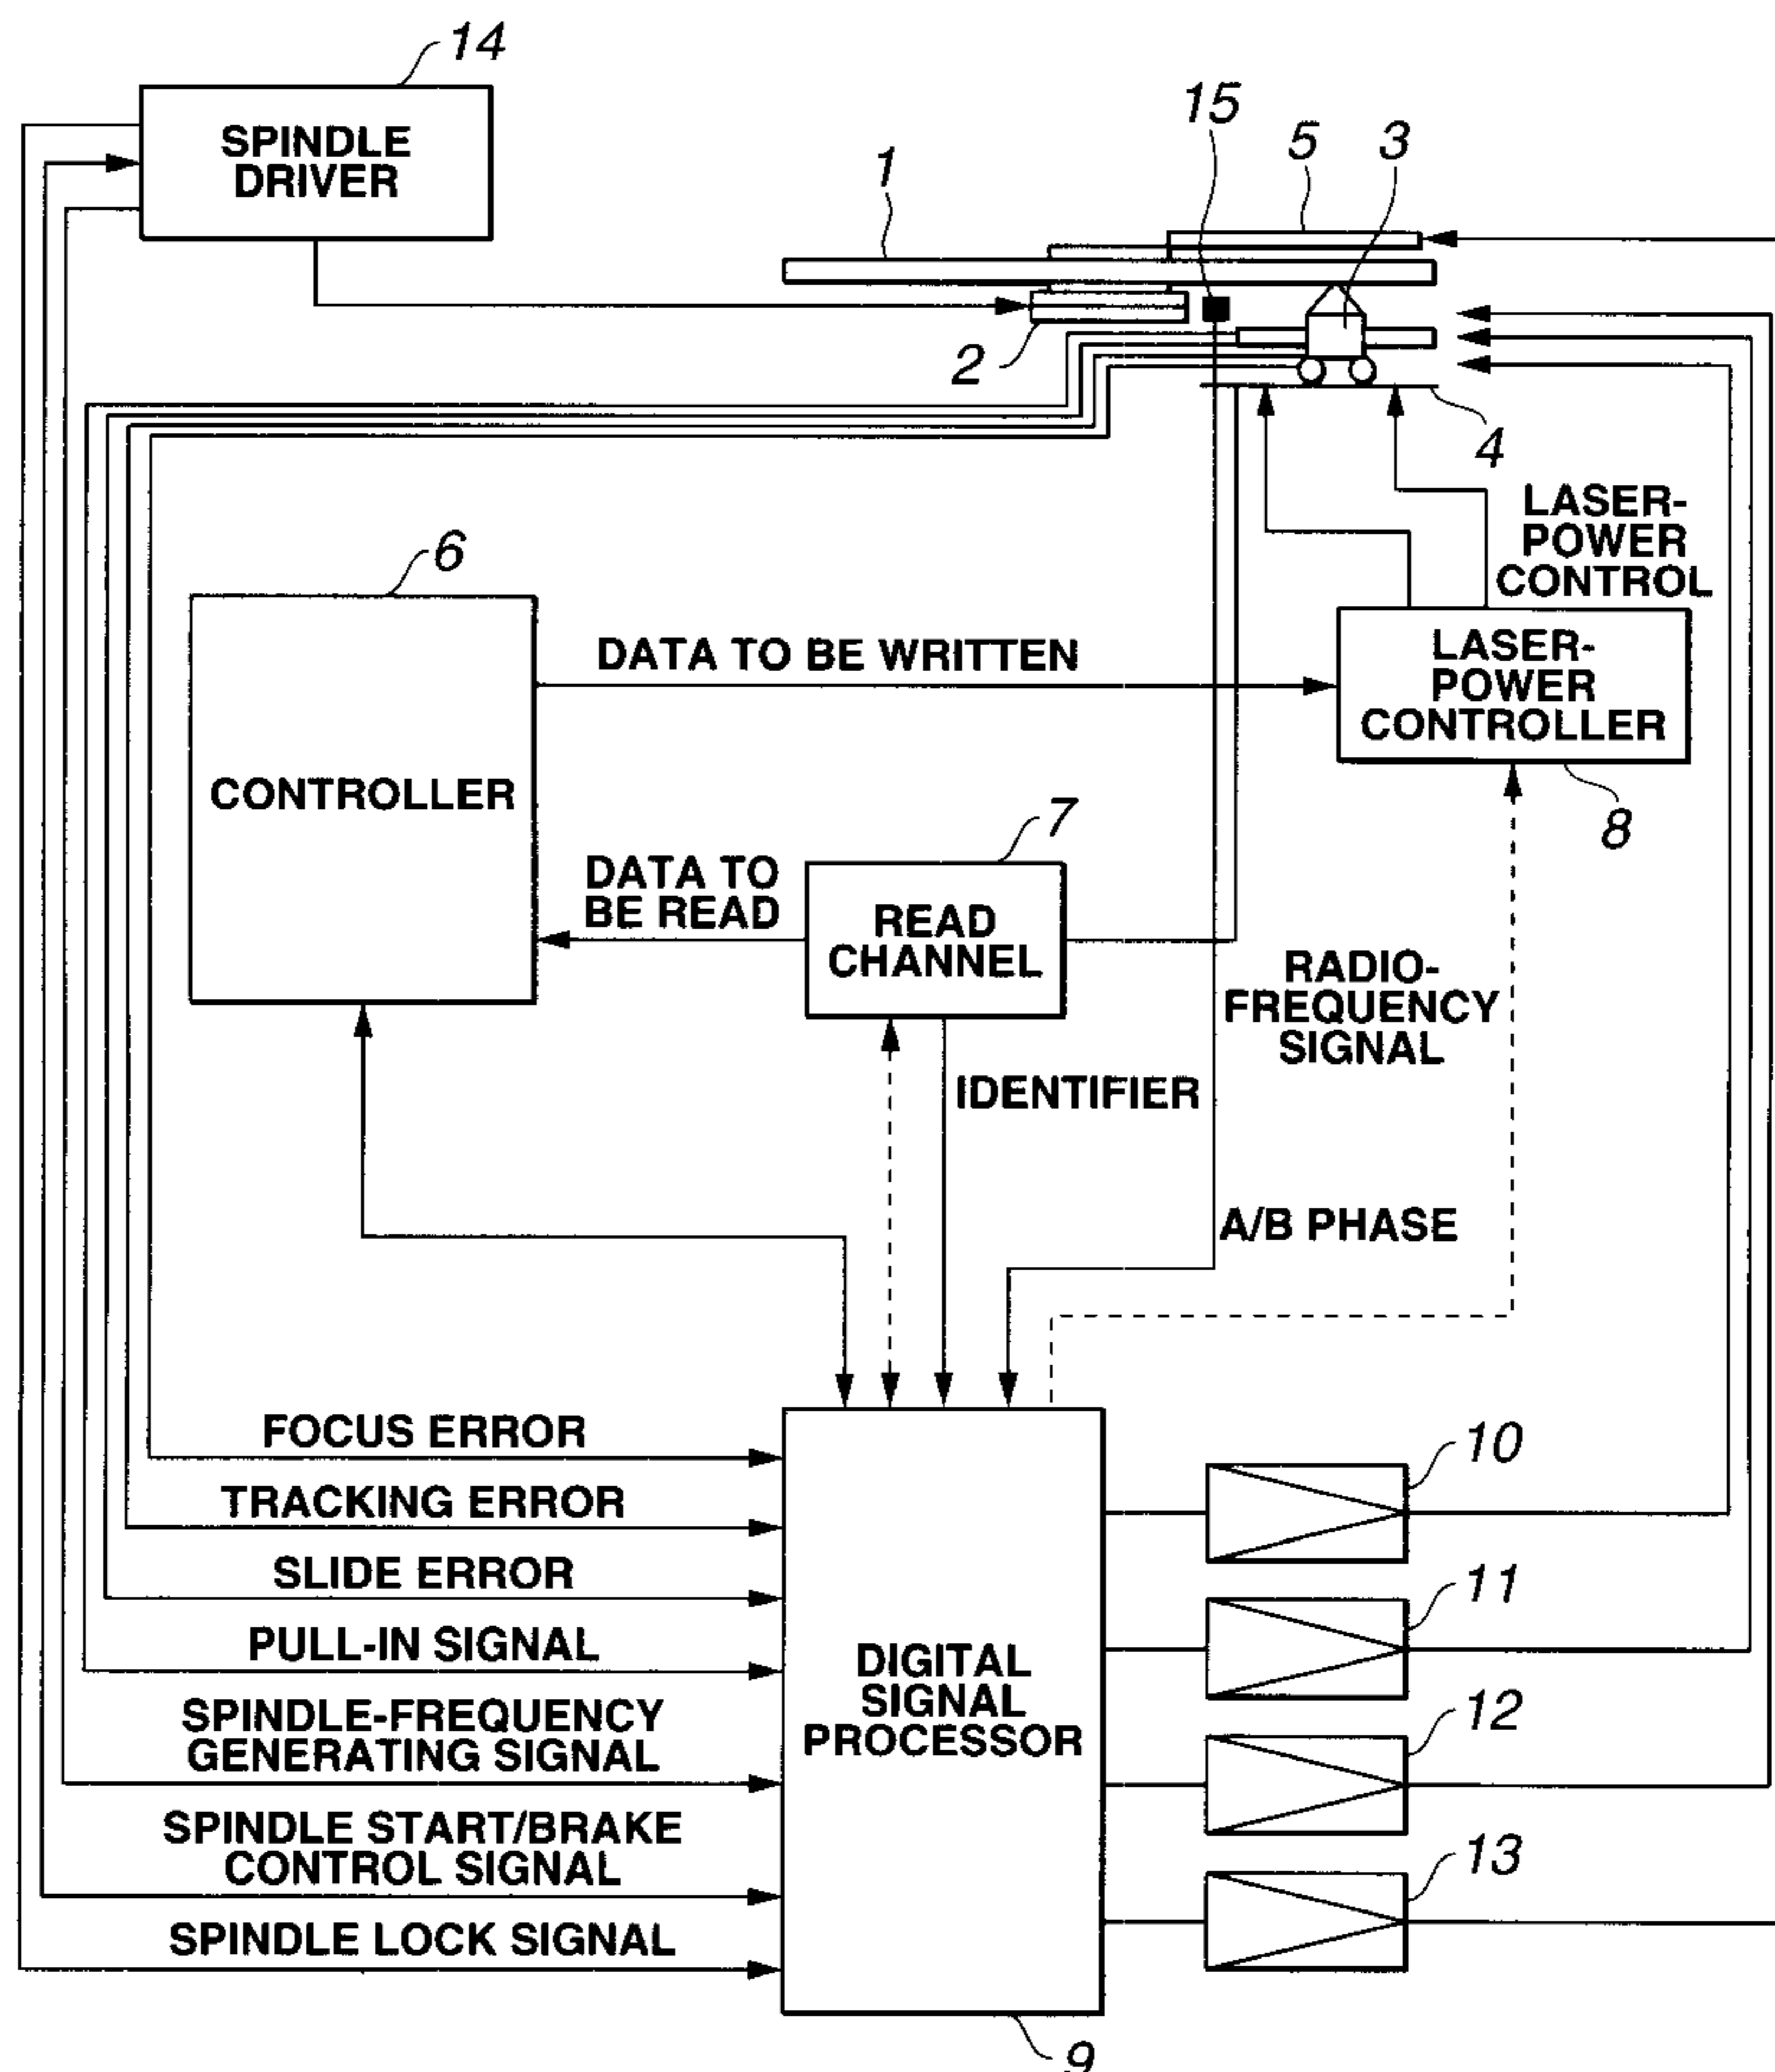 14
SPINDLE
DRIVER
15
5
3
1
2
4
LASER-
POWER
CONTROL
6
CONTROLLER
DATA TO BE WRITTEN
LASER-
POWER
CONTROLLER
8
7
DATA TO
BE READ
READ
CHANNEL
RADIO-
FREQUENCY
SIGNAL
IDENTIFIER
A/B PHASE
FOCUS ERROR
TRACKING ERROR
SLIDE ERROR
PULL-IN SIGNAL
SPINDLE-FREQUENCY
GENERATING SIGNAL
SPINDLE START/BRAKE
CONTROL SIGNAL
SPINDLE LOCK SIGNAL
DIGITAL
SIGNAL
PROCESSOR
10
11
12
13
9